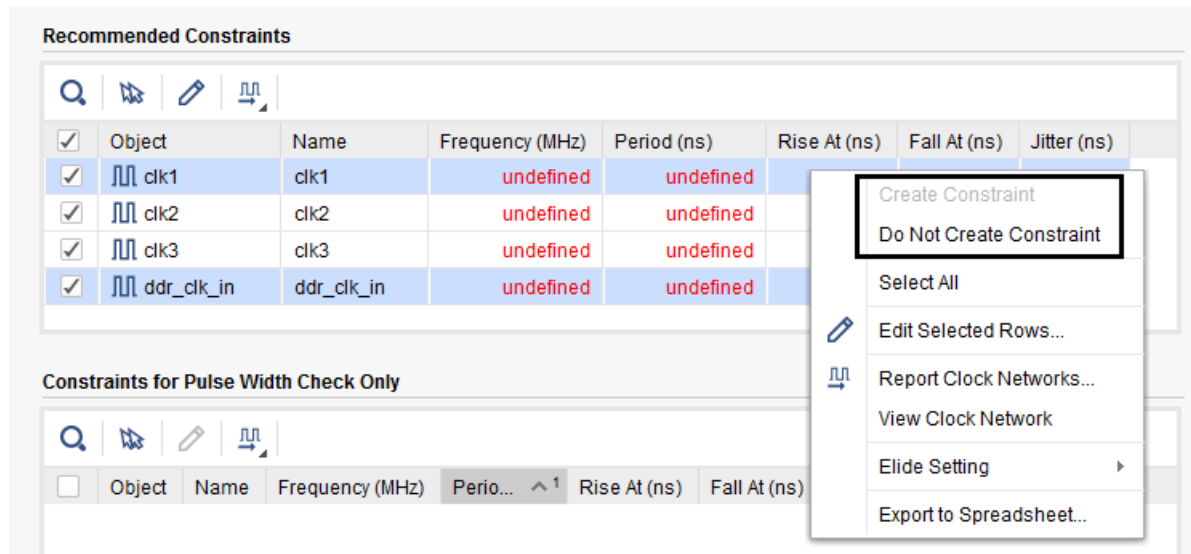 Recommended Constraints
Object Name Frequency (MHz) Period (ns) Rise At (ns) Fall At (ns) Jitter (ns)
clk1 clk1 undefined undefined
clk2 clk2 undefined undefined
clk3 clk3 undefined undefined
ddr_clk_in ddr_clk_in undefined undefined
Create Constraint
Do Not Create Constraint
Select All
Edit Selected Rows...
Report Clock Networks...
View Clock Network
Elide Setting
Export to Spreadsheet...
Constraints for Pulse Width Check Only
Object Name Frequency (MHz) Perio... 1 Rise At (ns) Fall At (ns)